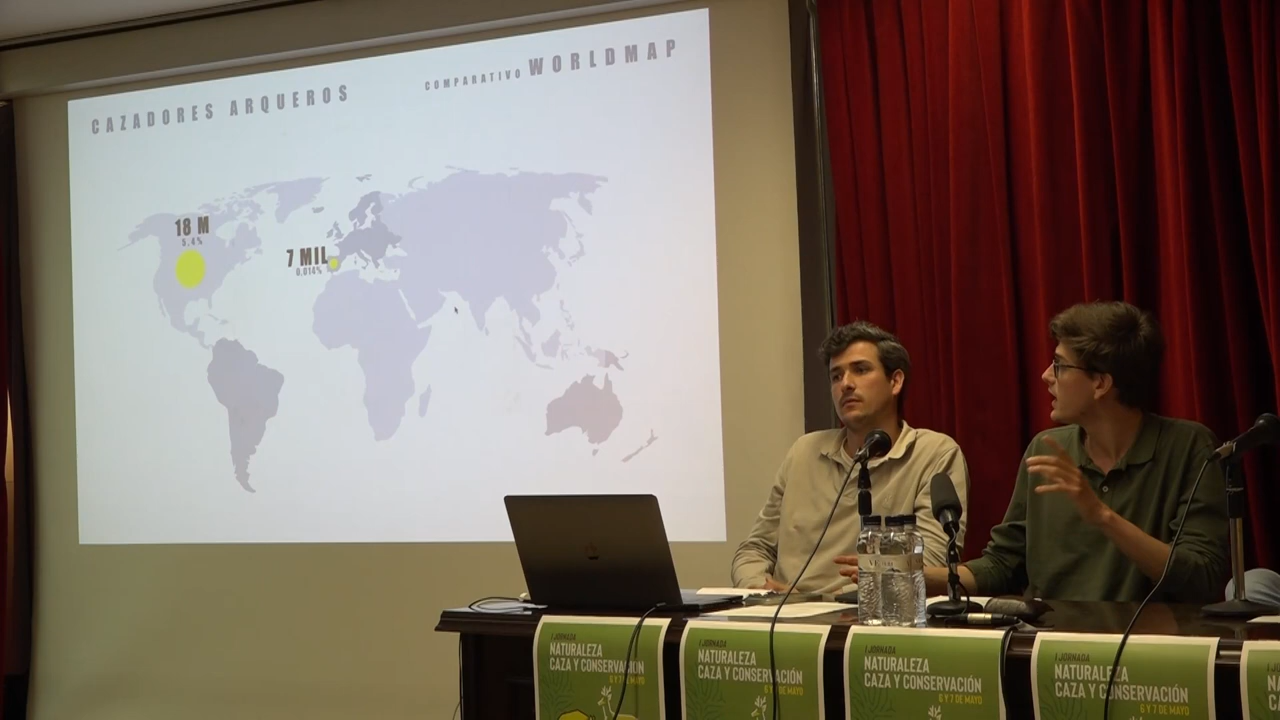 CAZADORES ARQUEROS
COMPARATIVO WORLDMAP
18 M
5,4%
7 MIL
0,014%
I JORNADA
NATURALEZA
CAZA Y CONSERVACIÓN
6 Y 7 DE MAYO
I JORNADA
NATURALEZA
CAZA Y CONSERVACIÓN
6 Y 7 DE MAYO
I JORNADA
NATURALEZA
CAZA Y CONSERVACIÓN
6 Y 7 DE MAYO
I JORNADA
NATURALEZA
CAZA Y CONSERVACIÓN
6 Y 7 DE MAYO